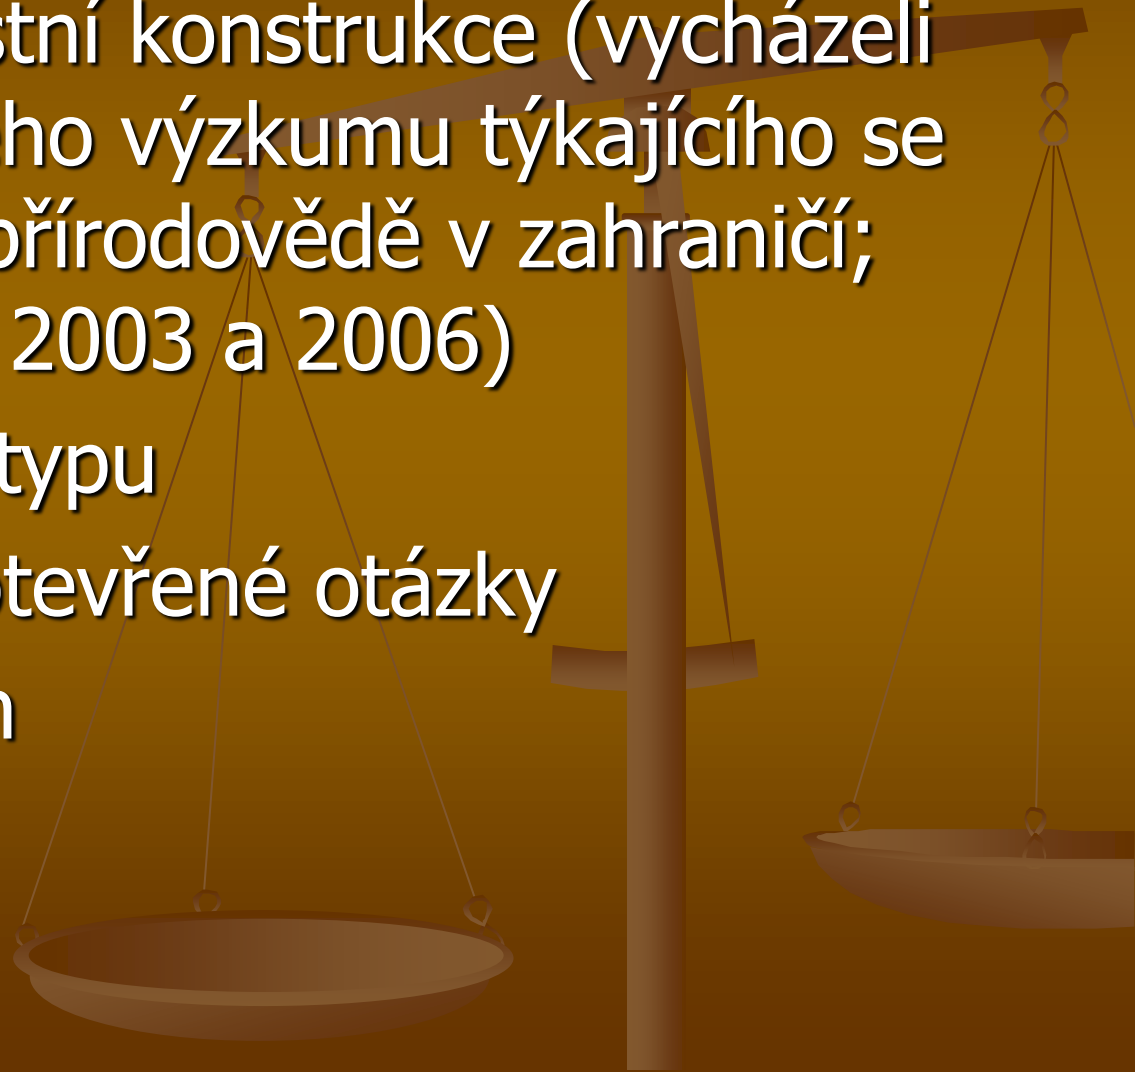 stní konstrukce (vycházeli
ho výzkumu týkajícího se
přírodovědě v zahraničí;
2003 a 2006)
typu
otevřené otázky